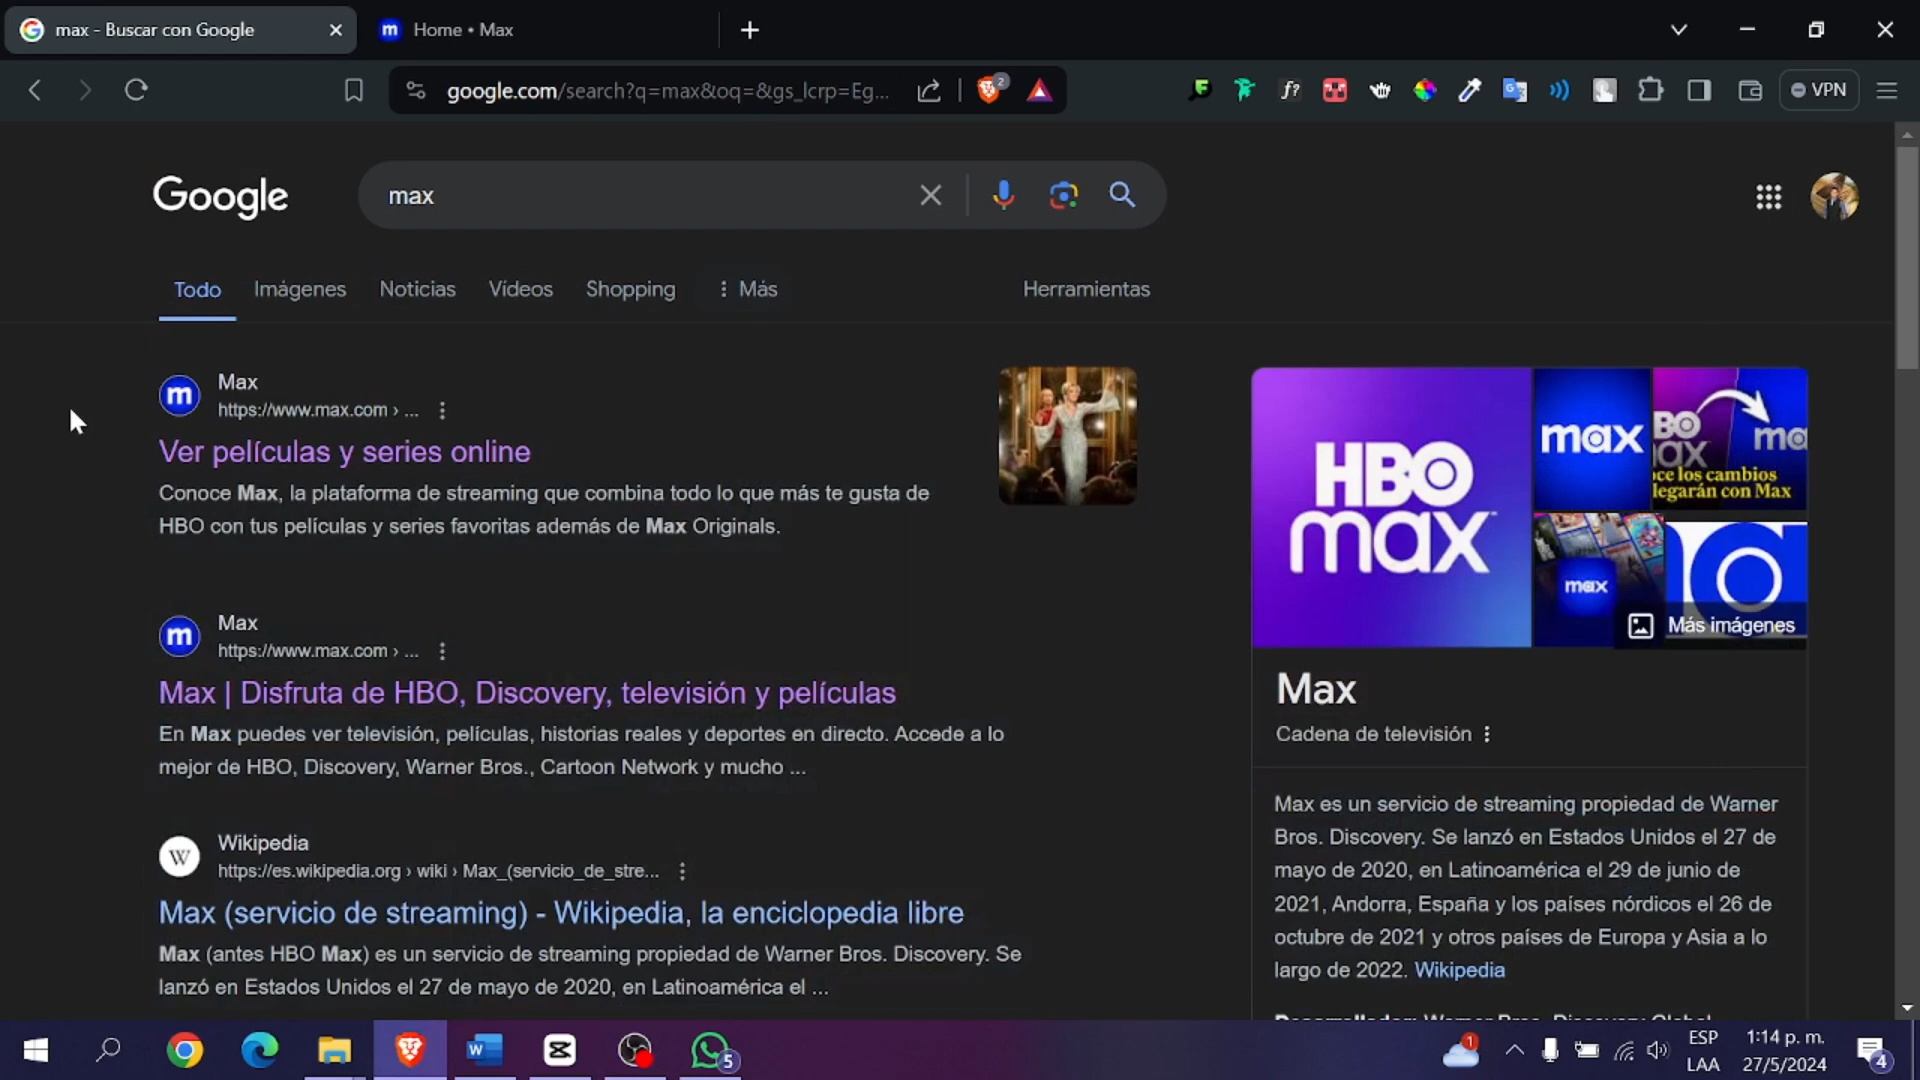 max - Buscar con Google
Home • Max
google.com/search?q=max&oq=&gs_lcrp=Eg...
2
f?
VPN
Google
max
Todo
Imágenes
Noticias
Vídeos
Shopping
Más
Herramientas
m
Max
https://www.max.com › ...
Ver películas y series online
Conoce Max, la plataforma de streaming que combina todo lo que más te gusta de
HBO con tus películas y series favoritas además de Max Originals.
m
Max
https://www.max.com › ...
Max | Disfruta de HBO, Discovery, televisión y películas
En Max puedes ver televisión, películas, historias reales y deportes en directo. Accede a lo
mejor de HBO, Discovery, Warner Bros., Cartoon Network y mucho ...
W
Wikipedia
https://es.wikipedia.org › wiki › Max_(servicio_de_stre...
Max (servicio de streaming) - Wikipedia, la enciclopedia libre
Max (antes HBO Max) es un servicio de streaming propiedad de Warner Bros. Discovery. Se
lanzó en Estados Unidos el 27 de mayo de 2020, en Latinoamérica el ...
HBO
max
max
legarán con Max
max
Más imágenes
Max
Cadena de televisión
Max es un servicio de streaming propiedad de Warner
Bros. Discovery. Se lanzó en Estados Unidos el 27 de
mayo de 2020, en Latinoamérica el 29 de junio de
2021, Andorra, España y los países nórdicos el 26 de
octubre de 2021 y otros países de Europa y Asia a lo
largo de 2022. Wikipedia
5
1
ESP
LAA
1:14 p. m.
27/5/2024
4